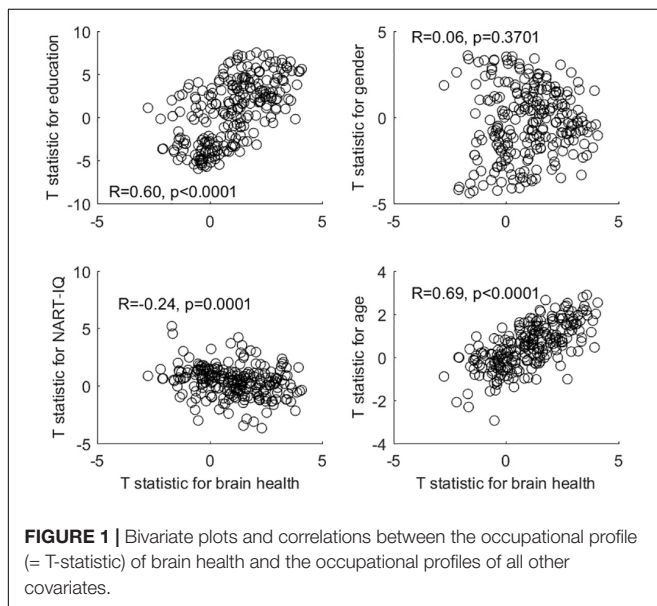 10
5
0
-5
-10
T statistic for education
R=0.60, p<0.0001
-5 0 5
5
0
-5
T statistic for gender
R=0.06, p=0.3701
-5 0 5
10
5
0
-5
T statistic for NART-IQ
R=-0.24, p=0.0001
-5 0 5
T statistic for brain health
4
2
0
-2
-4
T statistic for age
R=0.69, p<0.0001
-5 0 5
T statistic for brain health
FIGURE 1 | Bivariate plots and correlations between the occupational profile
(= T-statistic) of brain health and the occupational profiles of all other
covariates.